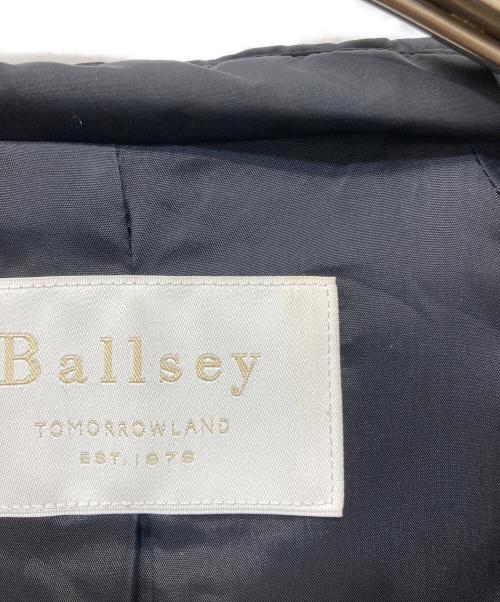 Ballsey
TOMORROWLAND
EST. 1978